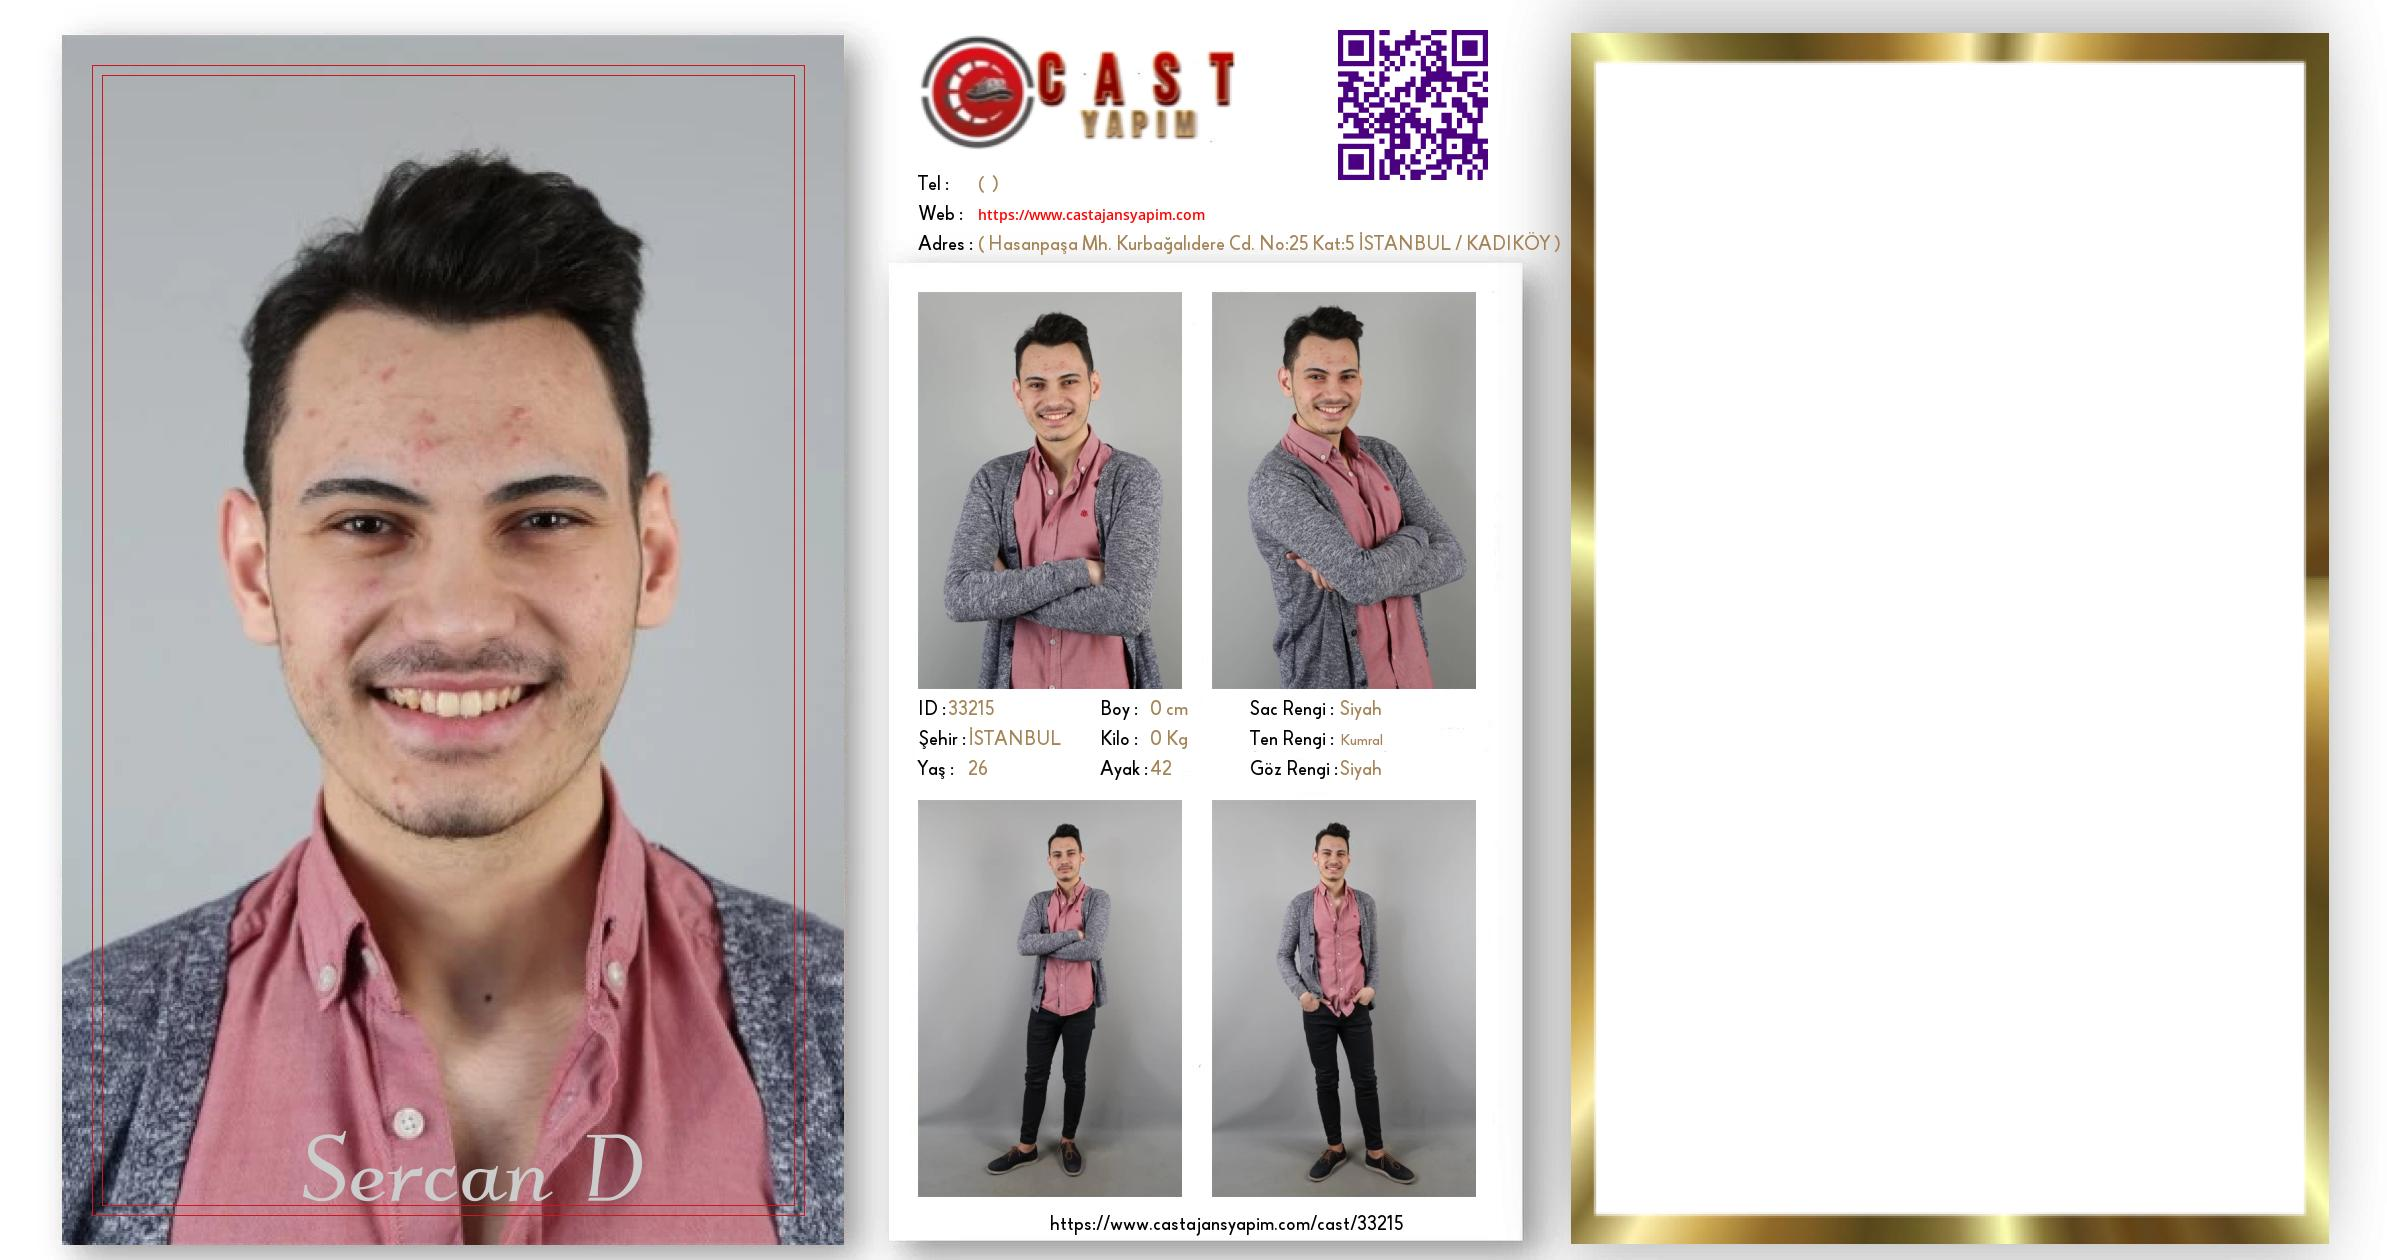 Sercan D
CAST
YAPIM
Tel : ( )
Web : https://www.castajansyapim.com
Adres : ( Hasanpaşa Mh. Kurbağalıdere Cd. No:25 Kat:5 İSTANBUL / KADIKÖY )
ID : 33215 Boy : 0 cm Sac Rengi : Siyah
Şehir : İSTANBUL Kilo : 0 Kg Ten Rengi : Kumral
Yaş : 26 Ayak : 42 Göz Rengi : Siyah
https://www.castajansyapim.com/cast/33215